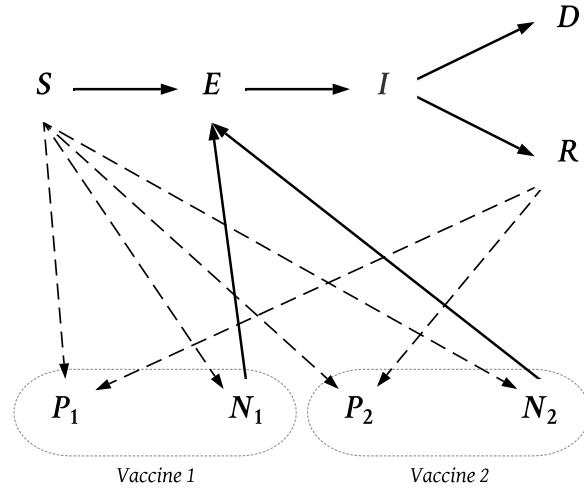 D
S E I
R
P₁ N₁ P₂ N₂
Vaccine 1 Vaccine 2